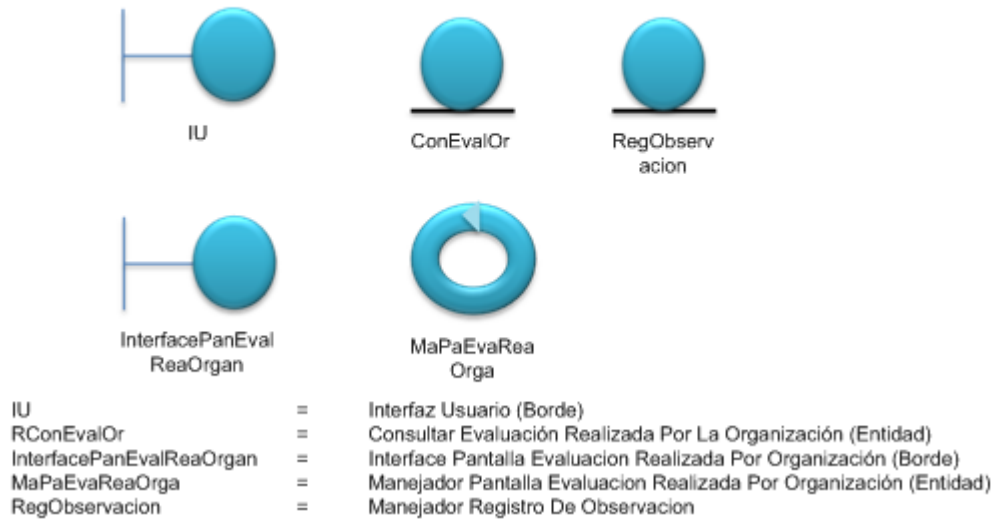 IU
ConEvalOr
RegObserv
acion
InterfacePanEval
ReaOrgan
MaPaEvaRea
Orga
IU = Interfaz Usuario (Borde)
RConEvalOr = Consultar Evaluación Realizada Por La Organización (Entidad)
InterfacePanEvalReaOrgan = Interface Pantalla Evaluacion Realizada Por Organización (Borde)
MaPaEvaReaOrga = Manejador Pantalla Evaluacion Realizada Por Organización (Entidad)
RegObservacion = Manejador Registro De Observacion